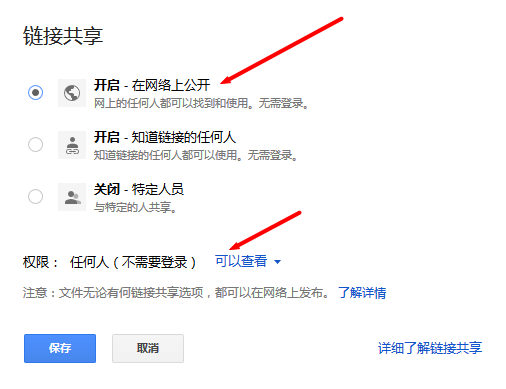 链接共享
开启 - 在网络上公开
网上的任何人都可以找到和使用。无需登录。
开启 - 知道链接的任何人
知道链接的任何人都可以使用。无需登录。
关闭 - 特定人员
与特定的人共享。
权限： 任何人（不需要登录） 可以查看
注意：文件无论有何链接共享选项，都可以在网络上发布。 了解详情
保存 取消 详细了解链接共享